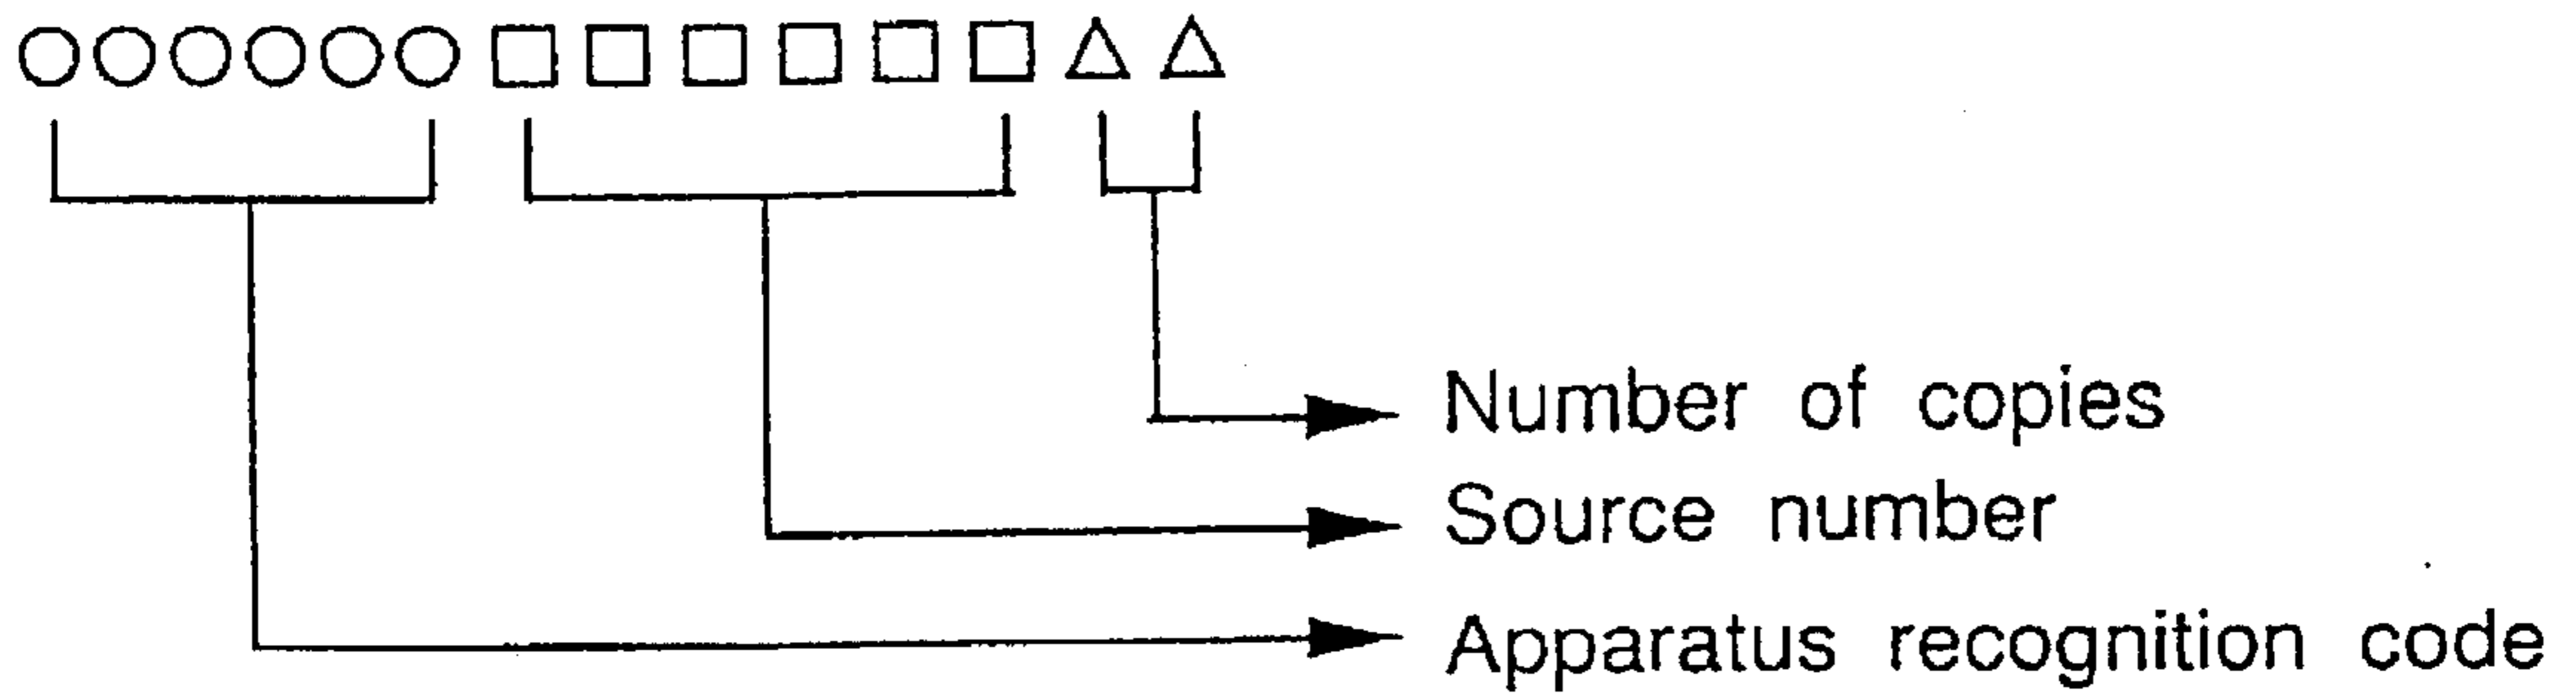 ○○○○○○□□□□□□△△
Number of copies
Source number
Apparatus recognition code